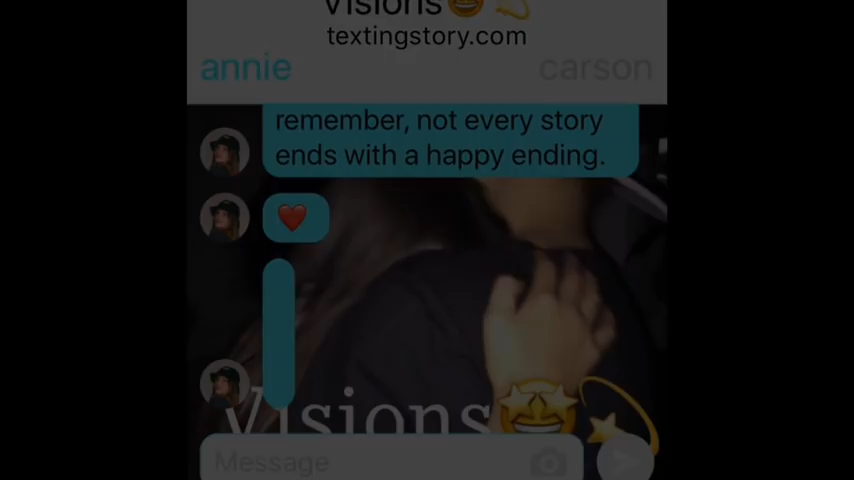 Visions🤩💫
textingstory.com
annie carson
remember, not every story
ends with a happy ending.
❤️
Visions🤩💫
Message